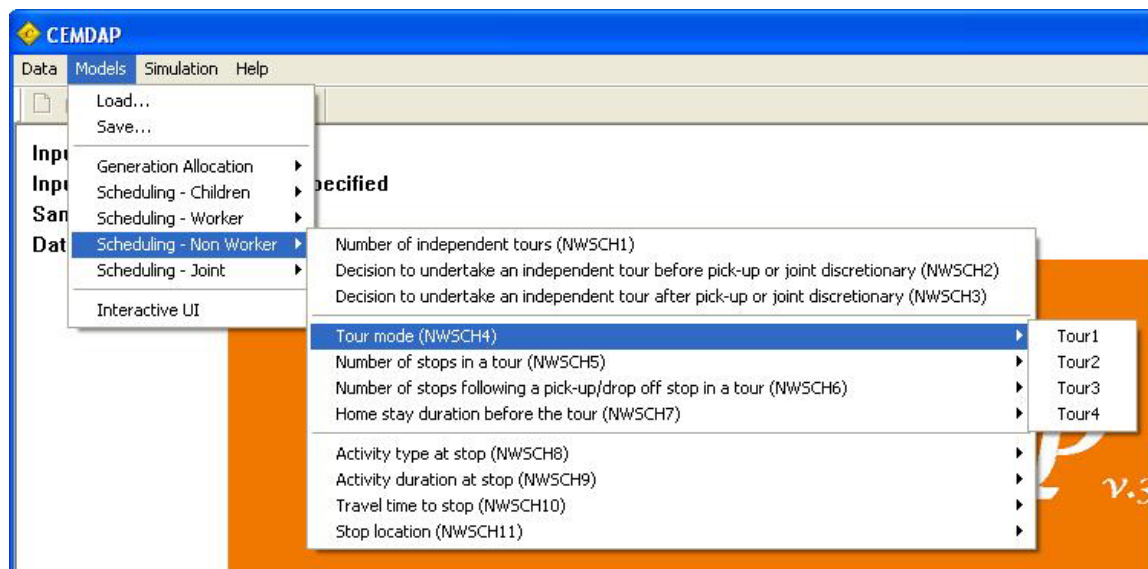 CEMDAP
Data Models Simulation Help
Load...
Save...
Generation Allocation
Scheduling - Children
Scheduling - Worker
Scheduling - Non Worker
Scheduling - Joint
Interactive UI
Inpu
Inpu
pecified
San
Dat
Number of independent tours (NWSCH1)
Decision to undertake an independent tour before pick-up or joint discretionary (NWSCH2)
Decision to undertake an independent tour after pick-up or joint discretionary (NWSCH3)
Tour mode (NWSCH4)
Number of stops in a tour (NWSCH5)
Number of stops following a pick-up/drop off stop in a tour (NWSCH6)
Home stay duration before the tour (NWSCH7)
Activity type at stop (NWSCH8)
Activity duration at stop (NWSCH9)
Travel time to stop (NWSCH10)
Stop location (NWSCH11)
Tour1
Tour2
Tour3
Tour4
v.3